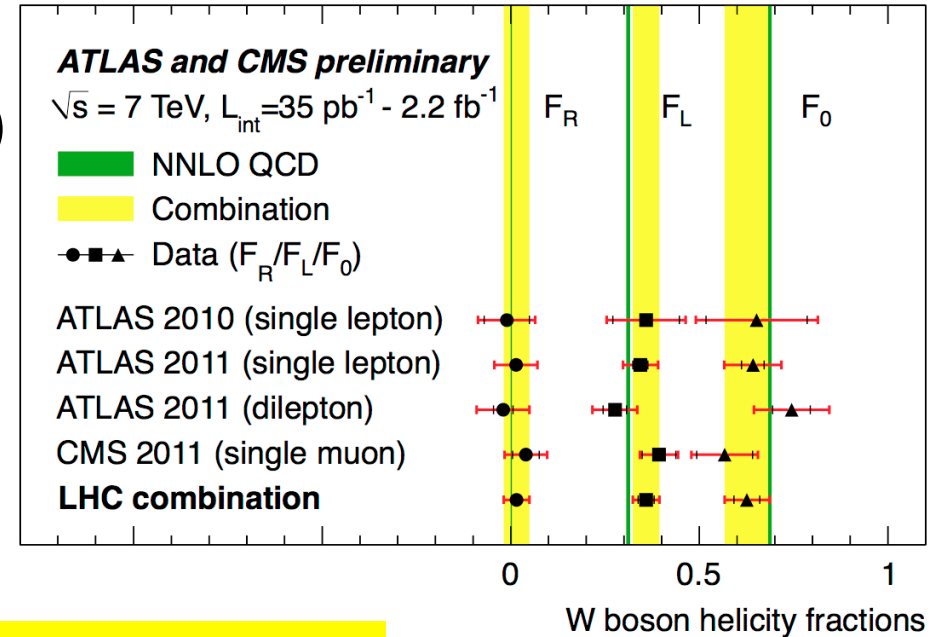 ATLAS and CMS preliminary
√s = 7 TeV, L_int=35 pb⁻¹ - 2.2 fb⁻¹ F_R F_L F_0
)
NNLO QCD
Combination
Data (F_R/F_L/F_0)
ATLAS 2010 (single lepton)
ATLAS 2011 (single lepton)
ATLAS 2011 (dilepton)
CMS 2011 (single muon)
LHC combination
0 0.5 1
W boson helicity fractions